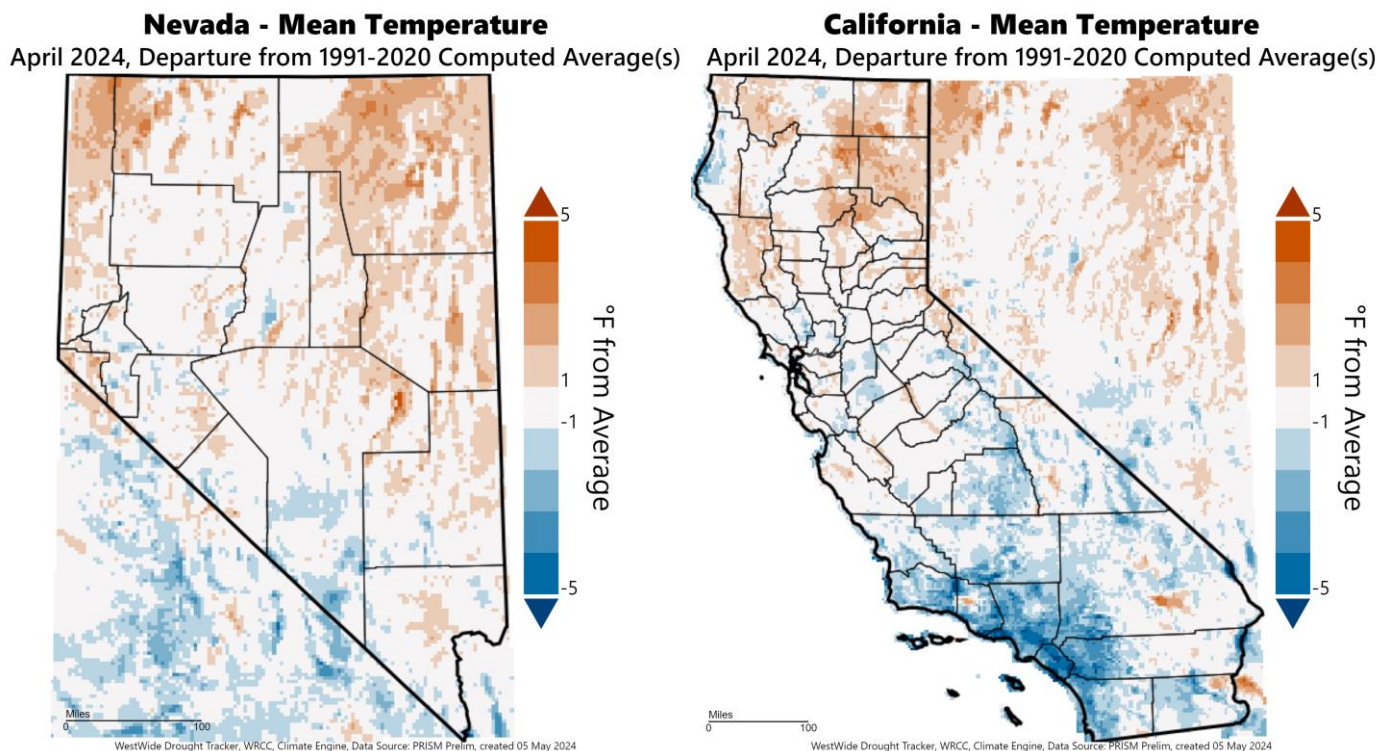 Nevada - Mean Temperature
April 2024, Departure from 1991-2020 Computed Average(s)
5
1
-1
-5
°F from Average
Miles
0 100
WestWide Drought Tracker, WRCC, Climate Engine, Data Source: PRISM Prelim, created 05 May 2024
California - Mean Temperature
April 2024, Departure from 1991-2020 Computed Average(s)
5
1
-1
-5
°F from Average
Miles
0 100
WestWide Drought Tracker, WRCC, Climate Engine, Data Source: PRISM Prelim, created 05 May 2024